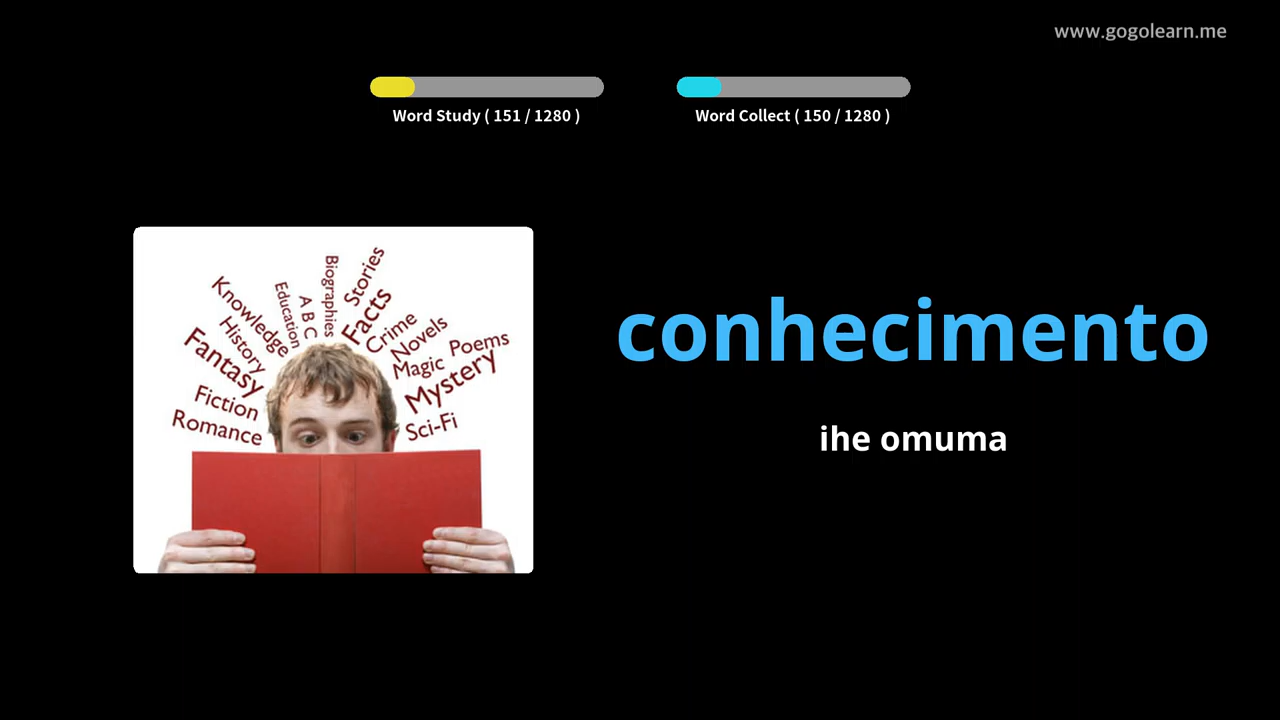 www.gogolearn.me
Word Study ( 151 / 1280 )
Word Collect ( 150 / 1280 )
Biographies
Stories
Education
A B C
Facts
Knowledge
Crime
History
Novels
Fantasy
Magic
Poems
Mystery
Fiction
Romance
Sci-Fi
conhecimento
ihe omuma